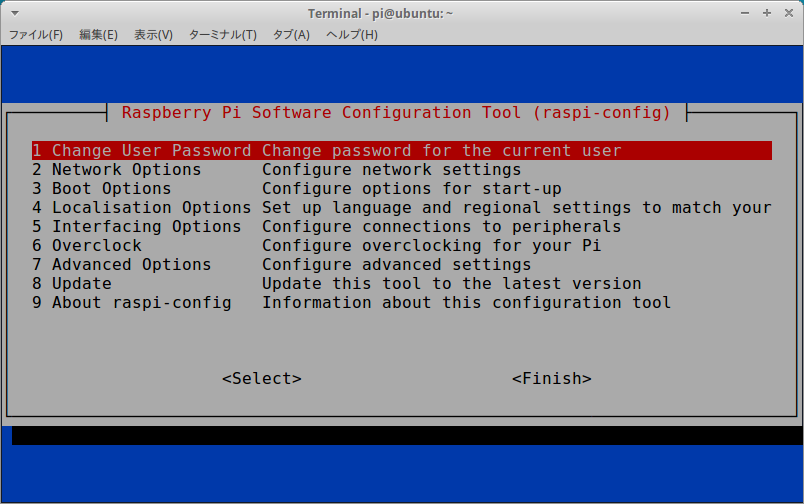 Terminal - pi@ubuntu: ~
ファイル(F) 編集(E) 表示(V) ターミナル(T) タブ(A) ヘルプ(H)
Raspberry Pi Software Configuration Tool (raspi-config)
1 Change User Password Change password for the current user
2 Network Options Configure network settings
3 Boot Options Configure options for start-up
4 Localisation Options Set up language and regional settings to match your
5 Interfacing Options Configure connections to peripherals
6 Overclock Configure overclocking for your Pi
7 Advanced Options Configure advanced settings
8 Update Update this tool to the latest version
9 About raspi-config Information about this configuration tool
<Select> <Finish>